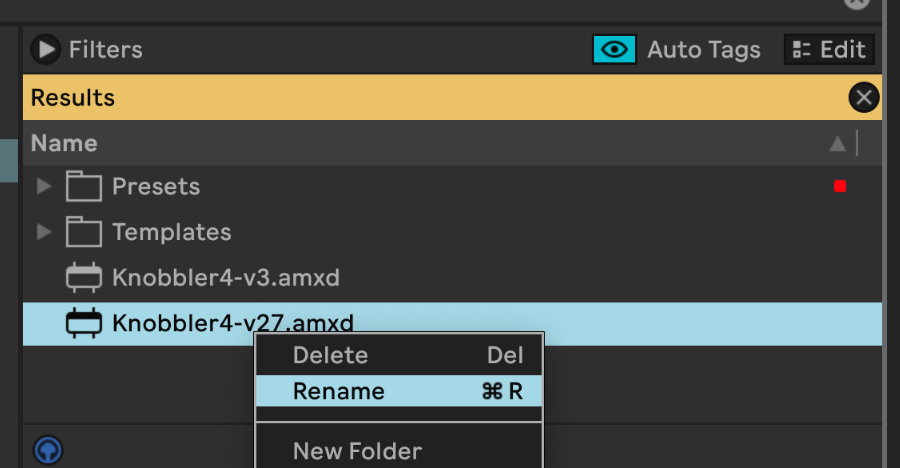 Filters Auto Tags Edit
Results
Name
Presets
Templates
Knobbler4-v3.amxd
Knobbler4-v27.amxd
Delete Del
Rename ⌘ R
New Folder